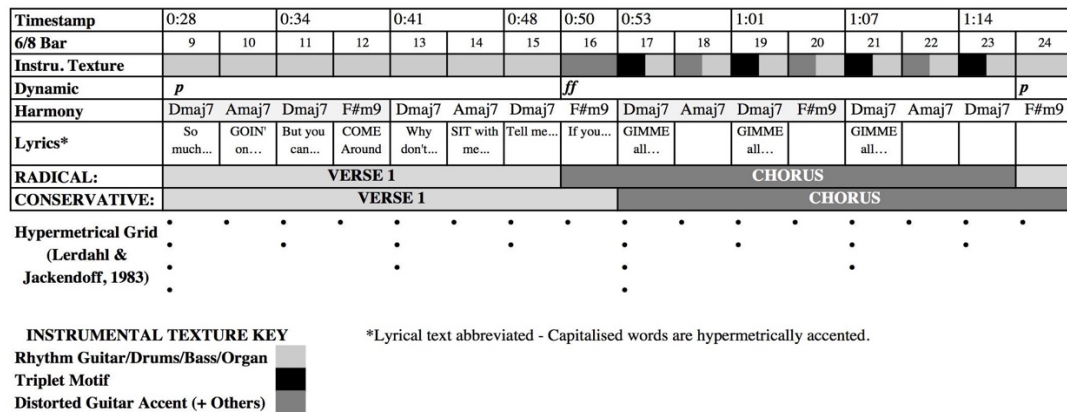 Timestamp 0:28 0:34 0:41 0:48 0:50 0:53 1:01 1:07 1:14
6/8 Bar 9 10 11 12 13 14 15 16 17 18 19 20 21 22 23 24
Instru. Texture
Dynamic p ff p
Harmony Dmaj7 Amaj7 Dmaj7 F#m9 Dmaj7 Amaj7 Dmaj7 F#m9 Dmaj7 Amaj7 Dmaj7 F#m9 Dmaj7 Amaj7 Dmaj7 F#m9
Lyrics* So much... GOIN' on… But you can... COME Around Why don't... SIT with me... Tell me... If you... GIMME all… GIMME all… GIMME all…
RADICAL: VERSE 1 CHORUS
CONSERVATIVE: VERSE 1 CHORUS
Hypermetrical Grid
(Lerdahl &
Jackendoff, 1983)
INSTRUMENTAL TEXTURE KEY *Lyrical text abbreviated - Capitalised words are hypermetrically accented.
Rhythm Guitar/Drums/Bass/Organ
Triplet Motif
Distorted Guitar Accent (+ Others)